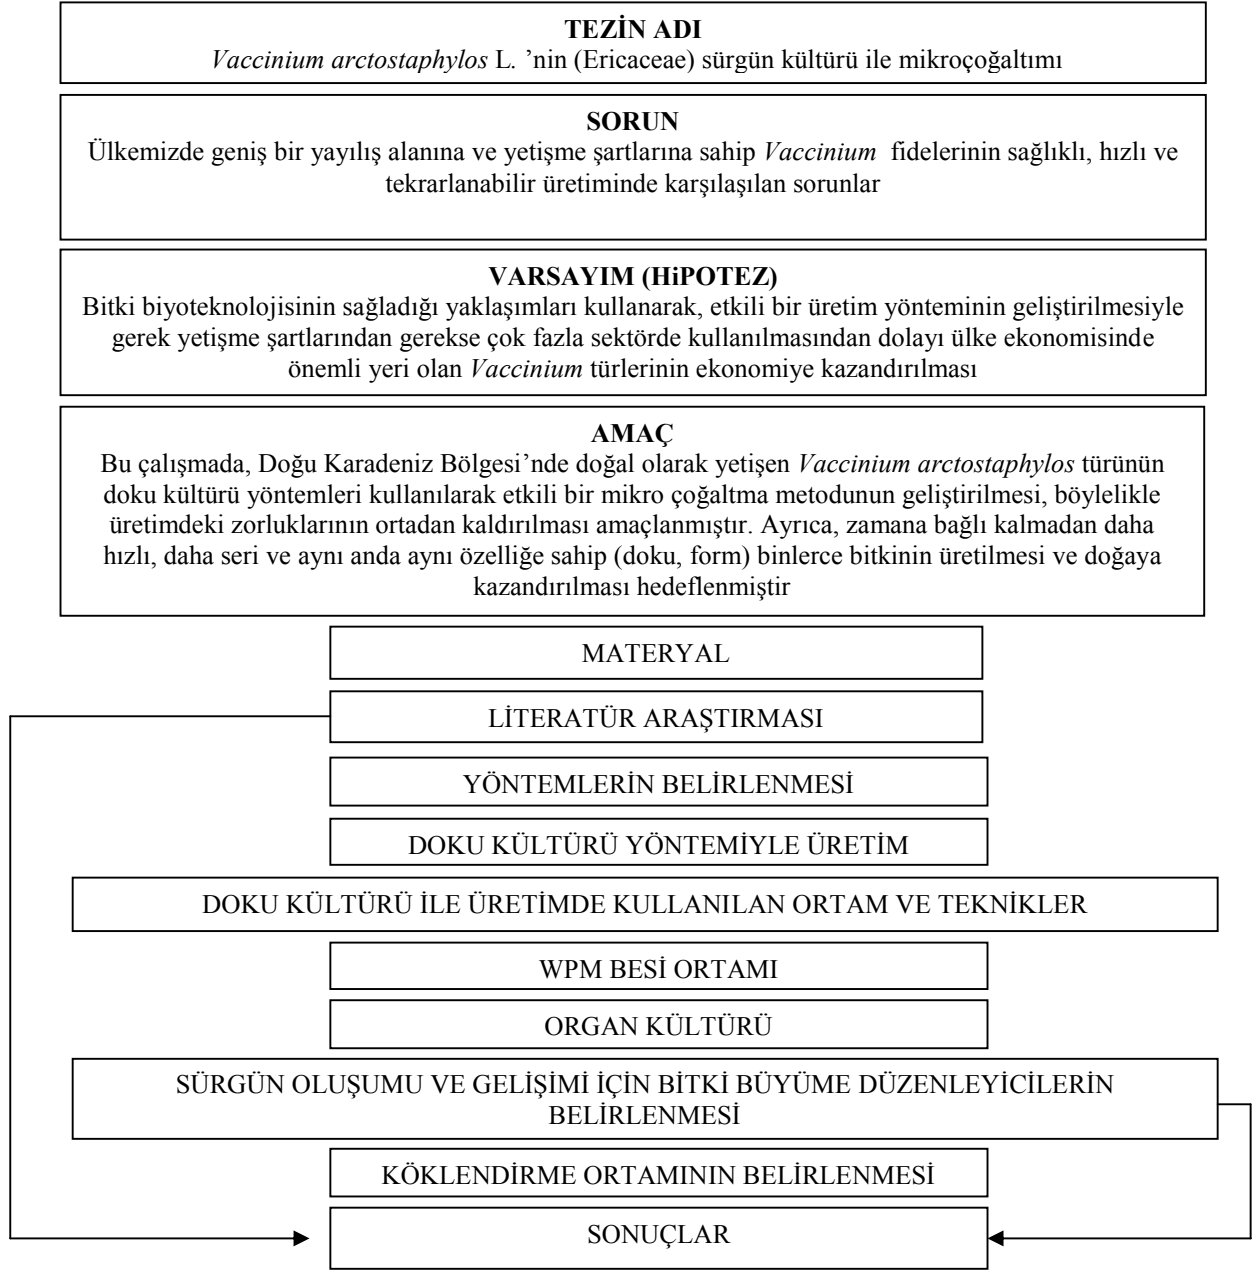 TEZİN ADI
Vaccinium arctostaphylos L. ’nin (Ericaceae) sürgün kültürü ile mikroçoğaltımı
SORUN
Ülkemizde geniş bir yayılış alanına ve yetişme şartlarına sahip Vaccinium fidelerinin sağlıklı, hızlı ve
tekrarlanabilir üretiminde karşılaşılan sorunlar
VARSAYIM (HiPOTEZ)
Bitki biyoteknolojisinin sağladığı yaklaşımları kullanarak, etkili bir üretim yönteminin geliştirilmesiyle
gerek yetişme şartlarından gerekse çok fazla sektörde kullanılmasından dolayı ülke ekonomisinde
önemli yeri olan Vaccinium türlerinin ekonomiye kazandırılması
AMAÇ
Bu çalışmada, Doğu Karadeniz Bölgesi’nde doğal olarak yetişen Vaccinium arctostaphylos türünün
doku kültürü yöntemleri kullanılarak etkili bir mikro çoğaltma metodunun geliştirilmesi, böylelikle
üretimdeki zorluklarının ortadan kaldırılması amaçlanmıştır. Ayrıca, zamana bağlı kalmadan daha
hızlı, daha seri ve aynı anda aynı özelliğe sahip (doku, form) binlerce bitkinin üretilmesi ve doğaya
kazandırılması hedeflenmiştir
MATERYAL
LİTERATÜR ARAŞTIRMASI
YÖNTEMLERİN BELİRLENMESİ
DOKU KÜLTÜRÜ YÖNTEMİYLE ÜRETİM
DOKU KÜLTÜRÜ İLE ÜRETİMDE KULLANILAN ORTAM VE TEKNİKLER
WPM BESİ ORTAMI
ORGAN KÜLTÜRÜ
SÜRGÜN OLUŞUMU VE GELİŞİMİ İÇİN BİTKİ BÜYÜME DÜZENLEYİCİLERİN
BELİRLENMESİ
KÖKLENDİRME ORTAMININ BELİRLENMESİ
SONUÇLAR